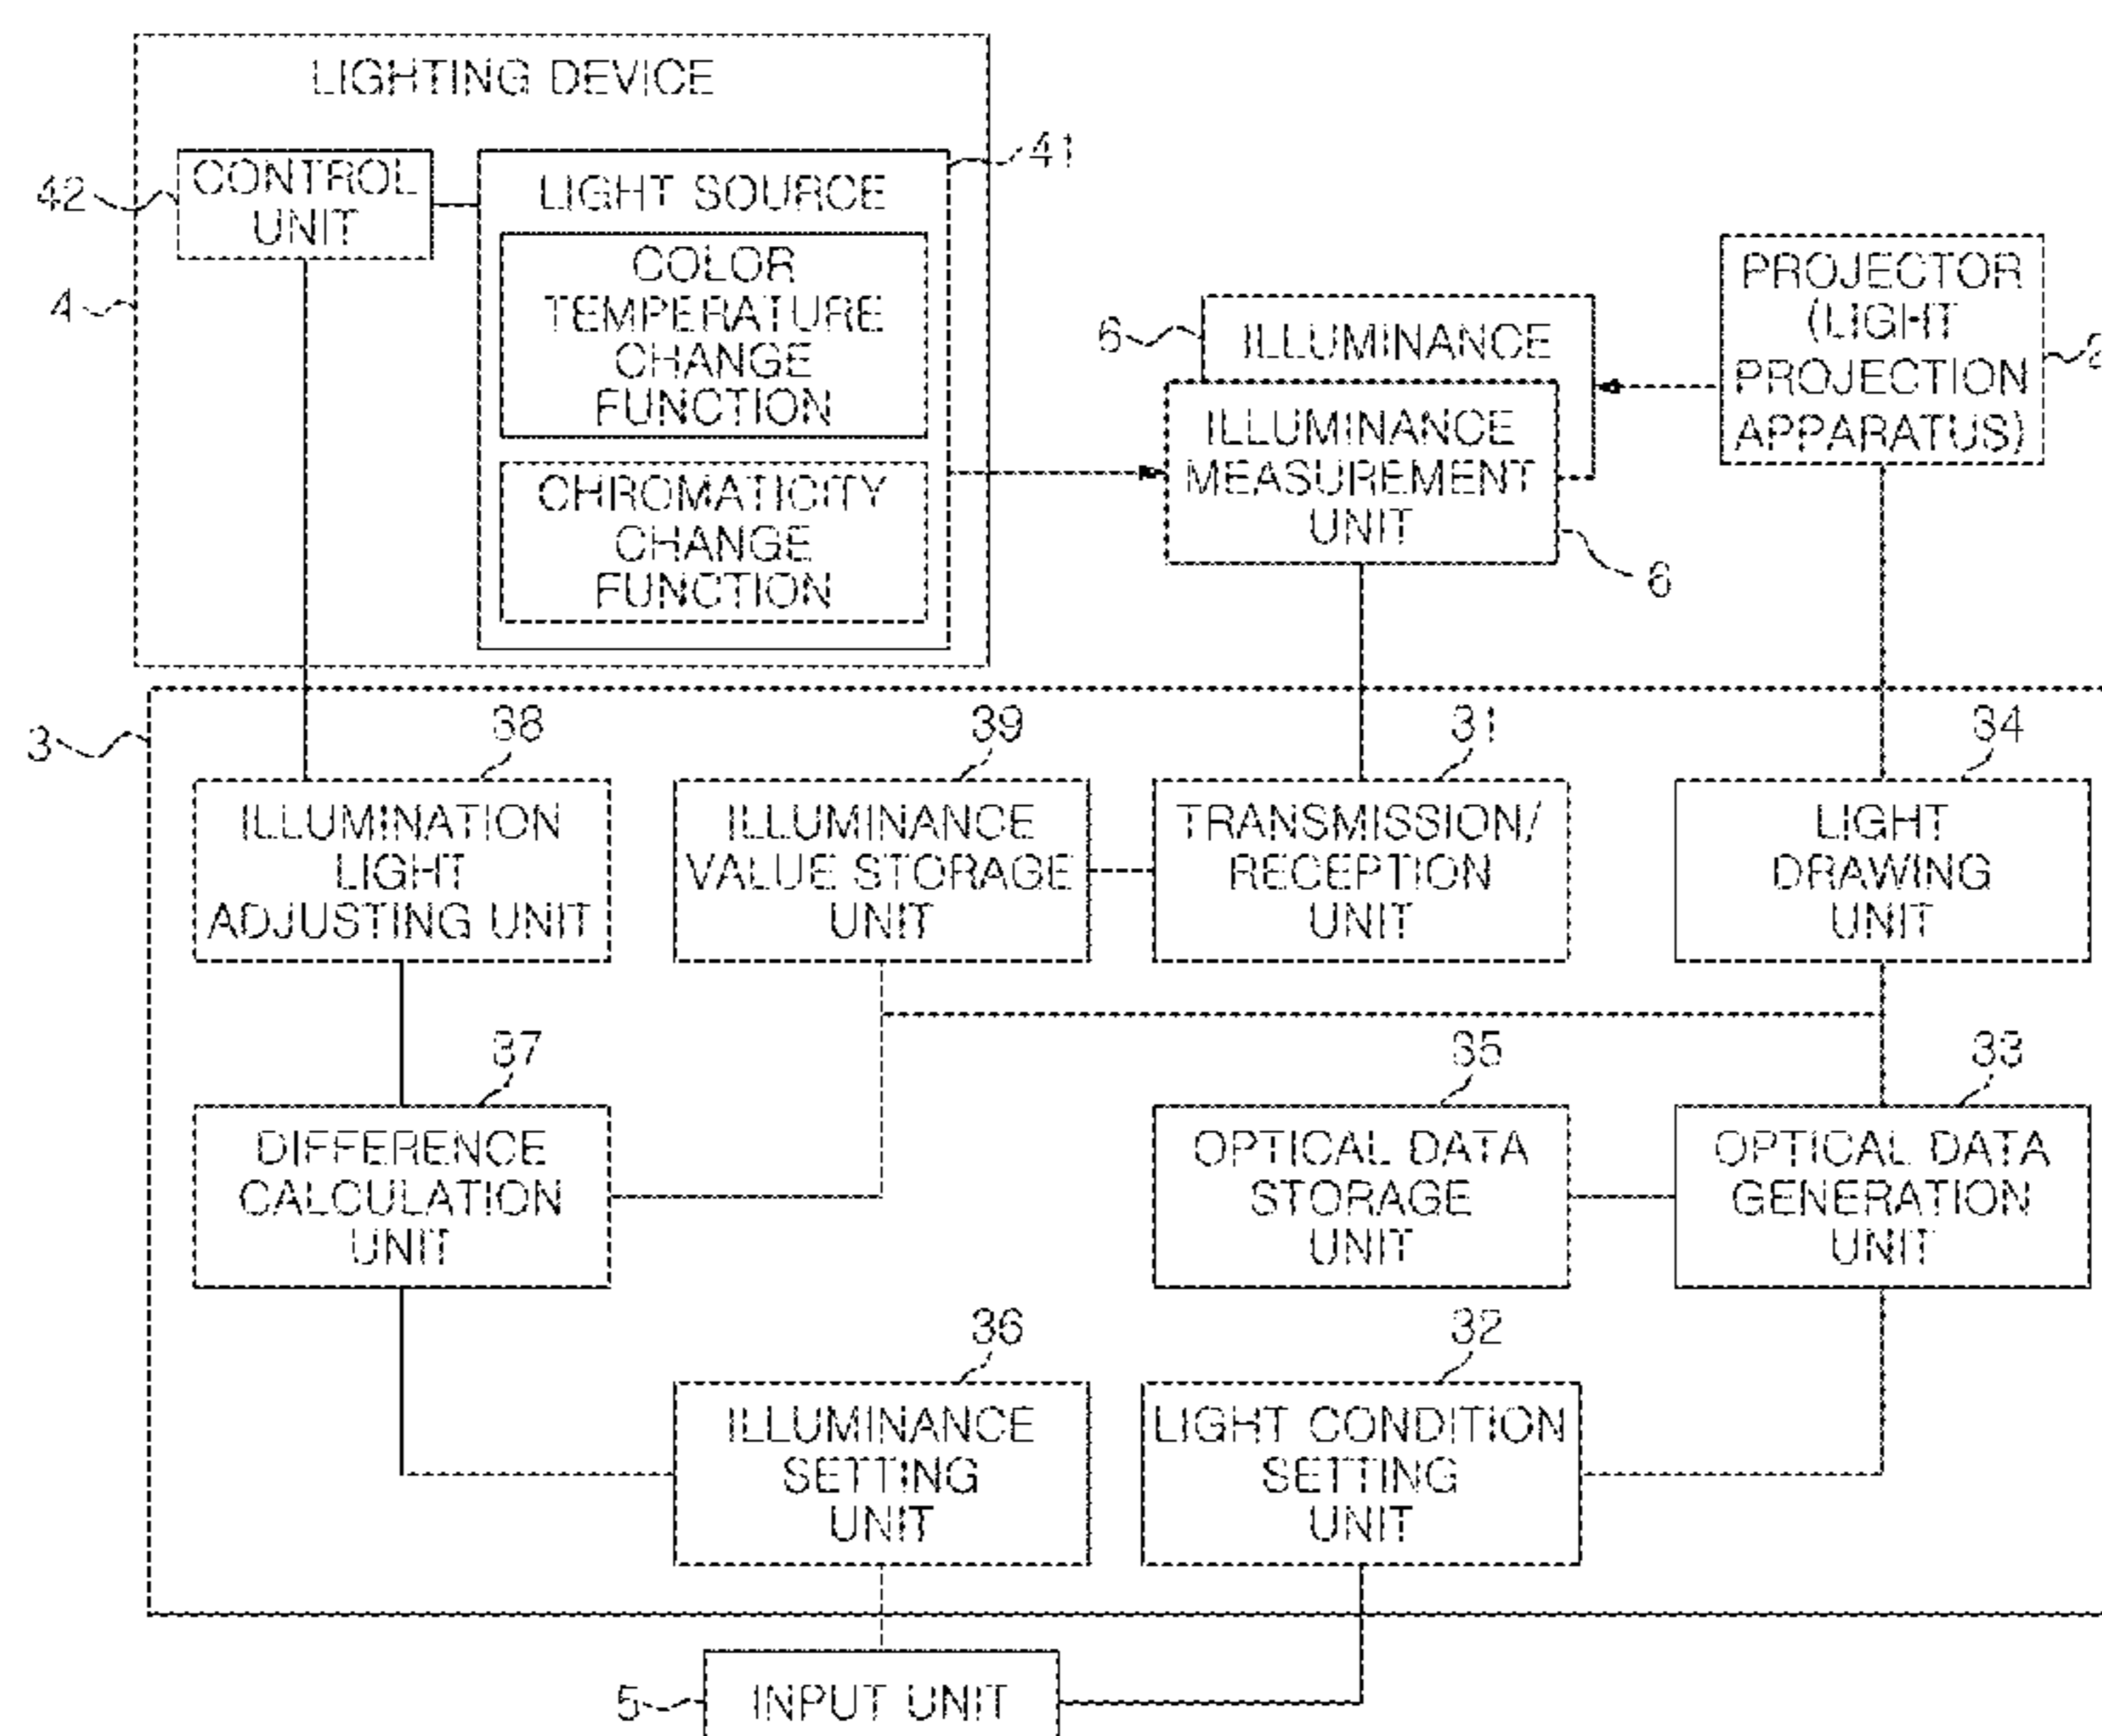 LIGHTING DEVICE
41
42
CONTROL
UNIT
LIGHT SOURCE
COLOR
TEMPERATURE
CHANGE
FUNCTION
CHROMATICITY
CHANGE
FUNCTION
4
6
ILLUMINANCE
ILLUMINANCE
MEASUREMENT
UNIT
6
PROJECTOR
(LIGHT
PROJECTION
APPARATUS)
2
3
38
39
31
34
ILLUMINATION
LIGHT
ADJUSTING UNIT
ILLUMINANCE
VALUE STORAGE
UNIT
TRANSMISSION/
RECEPTION
UNIT
LIGHT
DRAWING
UNIT
37
35
33
DIFFERENCE
CALCULATION
UNIT
OPTICAL DATA
STORAGE
UNIT
OPTICAL DATA
GENERATION
UNIT
36
32
ILLUMINANCE
SETTING
UNIT
LIGHT CONDITION
SETTING
UNIT
5
INPUT UNIT